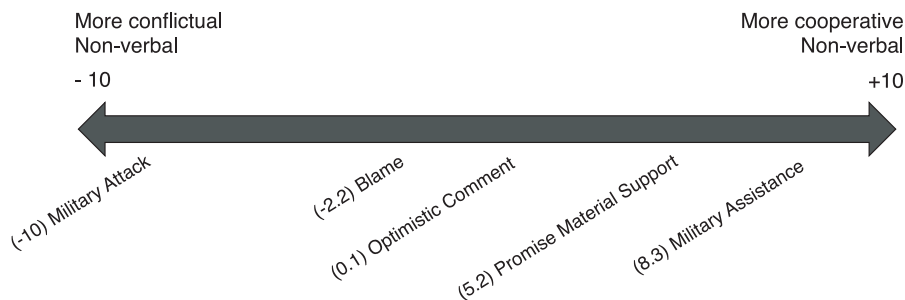 More conflictual
Non-verbal
- 10
More cooperative
Non-verbal
+10
(-10) Military Attack
(-2.2) Blame
(0.1) Optimistic Comment
(5.2) Promise Material Support
(8.3) Military Assistance